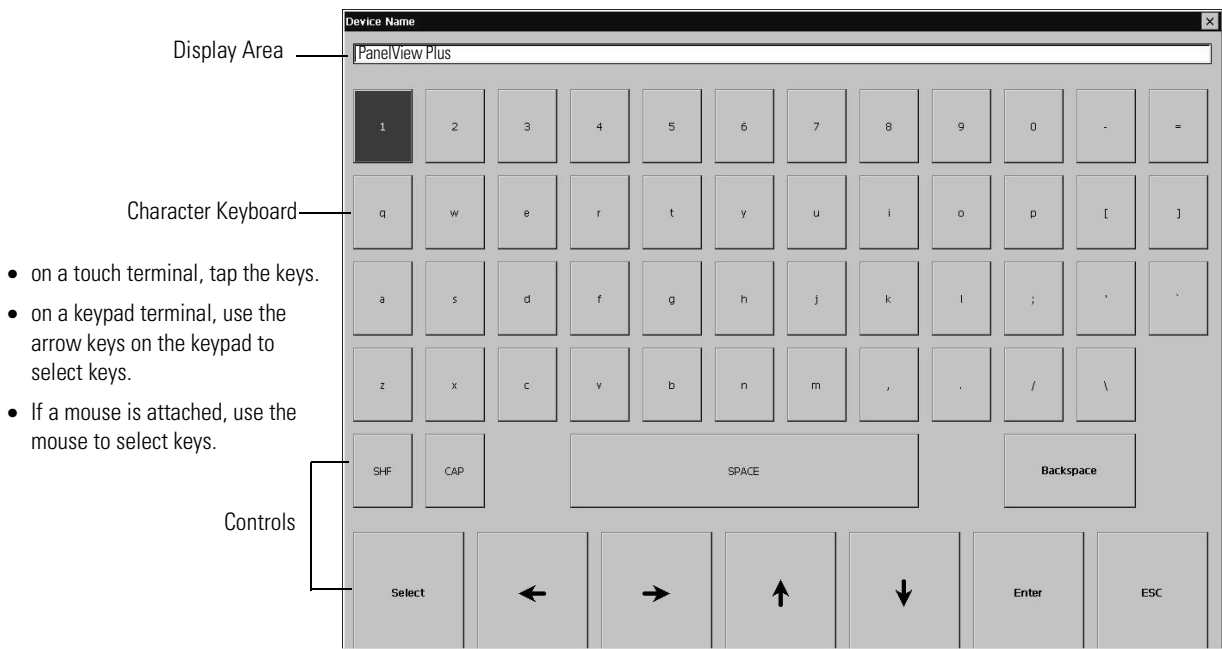 Device Name
Display Area
PanelView Plus
1 2 3 4 5 6 7 8 9 0 - =
Character Keyboard
q w e r t y u i o p [ ]
• on a touch terminal, tap the keys.
• on a keypad terminal, use the
arrow keys on the keypad to
select keys.
• If a mouse is attached, use the
mouse to select keys.
a s d f g h j k l ; ' `
z x c v b n m , . / \
SHF CAP SPACE Backspace
Controls
Select ← → ↑ ↓ Enter ESC